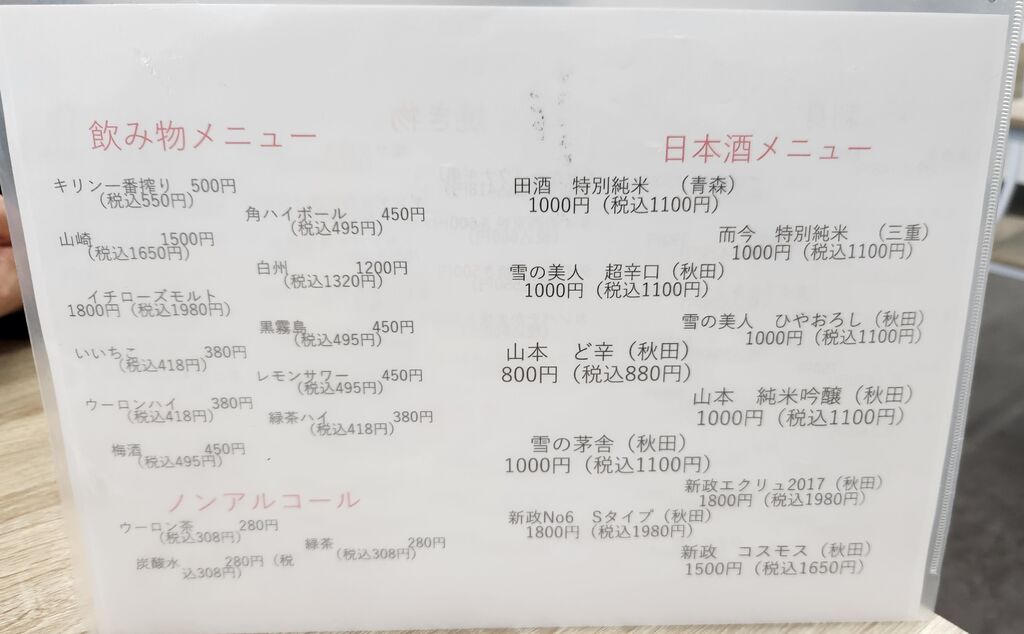 飲み物メニュー
キリン一番搾り 500円
(税込550円)
角ハイボール 450円
(税込495円)
山崎 1500円
(税込1650円)
白州 1200円
(税込1320円)
イチローズモルト
1800円 (税込1980円)
黒霧島 450円
(税込495円)
いいちこ 380円
(税込418円)
レモンサワー 450円
(税込495円)
ウーロンハイ 380円
(税込418円)
緑茶ハイ 380円
(税込418円)
梅酒 450円
(税込495円)
ノンアルコール
ウーロン茶 280円
(税込308円)
緑茶 280円
(税込308円)
炭酸水 280円 (税
込308円)
日本酒メニュー
田酒 特別純米 (青森)
1000円 (税込1100円)
而今 特別純米 (三重)
1000円 (税込1100円)
雪の美人 超辛口 (秋田)
1000円 (税込1100円)
雪の美人 ひやおろし (秋田)
1000円 (税込1100円)
山本 ど辛 (秋田)
800円 (税込880円)
山本 純米吟醸 (秋田)
1000円 (税込1100円)
雪の茅舎 (秋田)
1000円 (税込1100円)
新政エクリュ2017 (秋田)
1800円 (税込1980円)
新政No6 Sタイプ (秋田)
1800円 (税込1980円)
新政 コスモス (秋田)
1500円 (税込1650円)